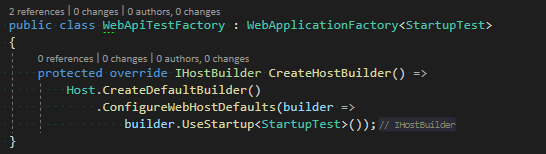 2 references | 0 changes | 0 authors, 0 changes
public class WebApiTestFactory : WebApplicationFactory<StartupTest>
{
0 references | 0 changes | 0 authors, 0 changes
protected override IHostBuilder CreateHostBuilder() =>
Host.CreateDefaultBuilder()
.ConfigureWebHostDefaults(builder =>
builder.UseStartup<StartupTest>()); // IHostBuilder
}